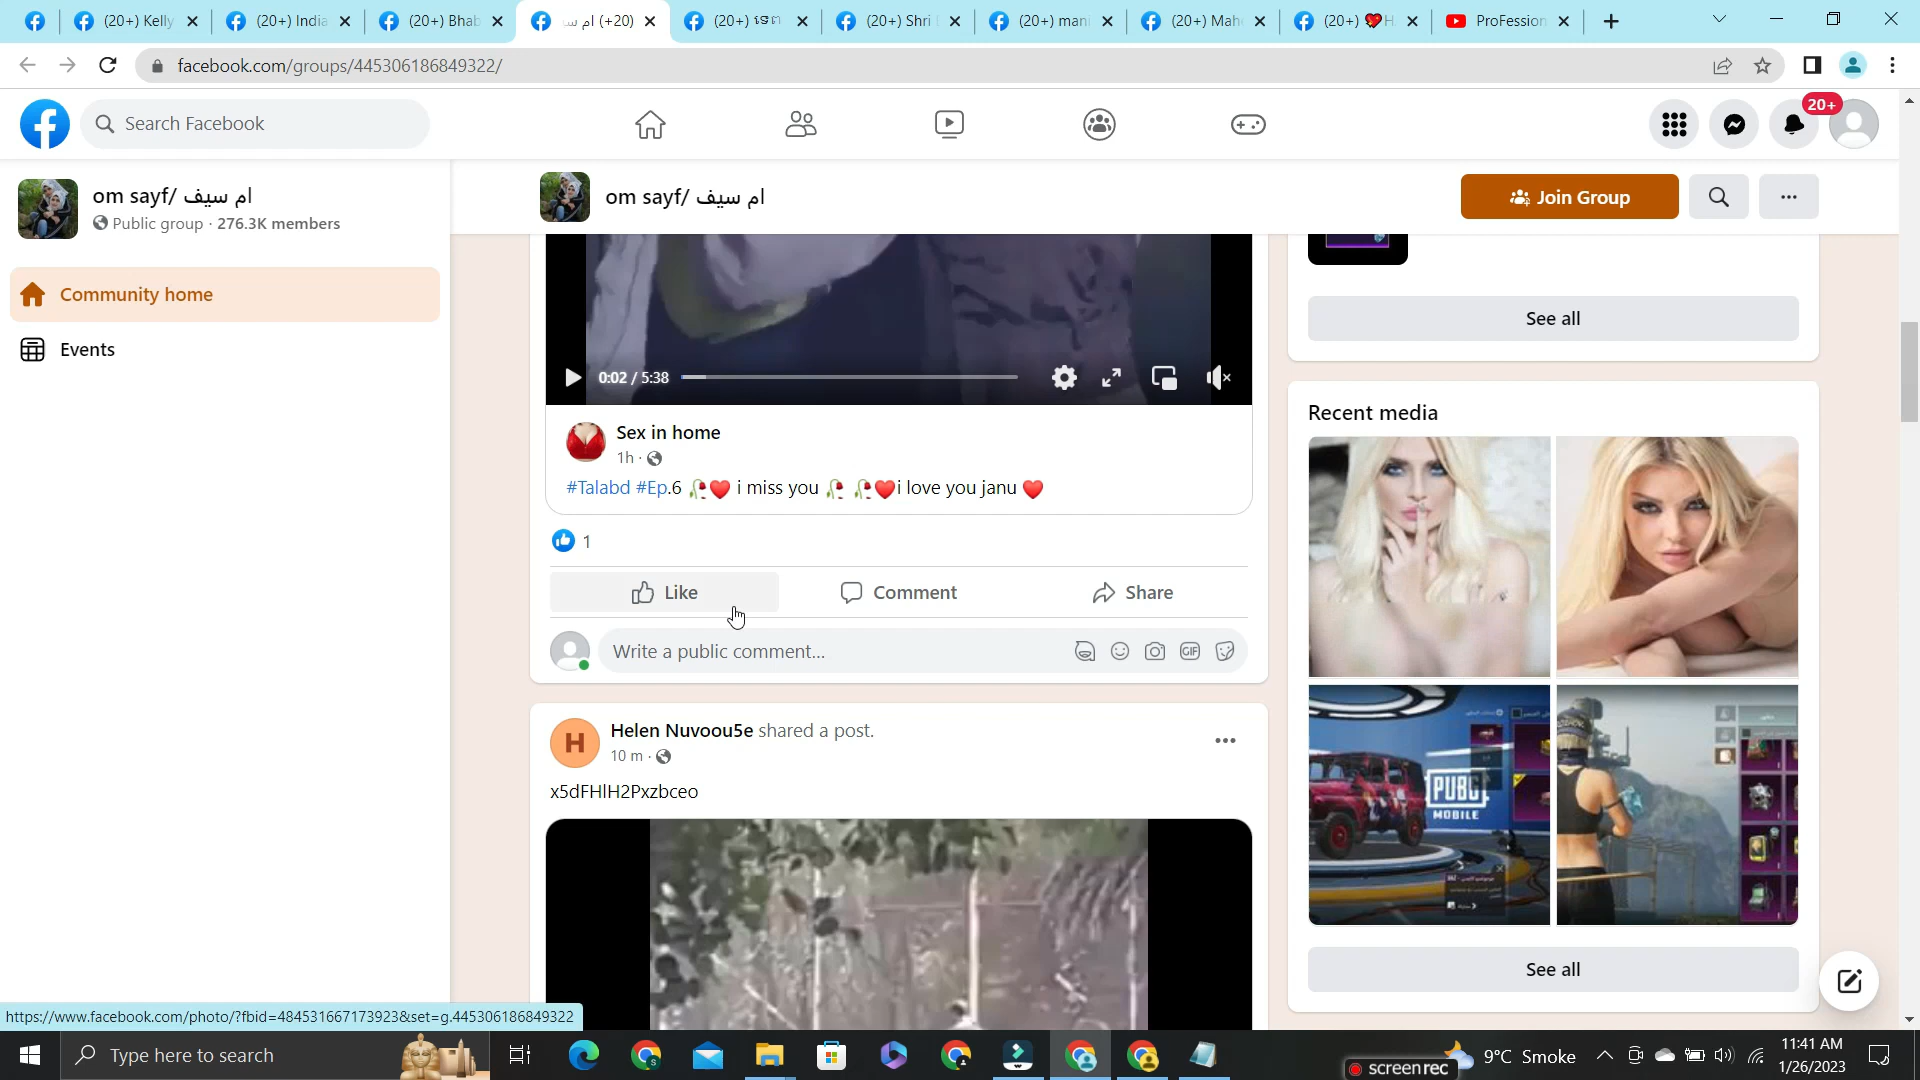 (20+) Kelly
(20+) India
(20+) Bhab
(20+) ام س
(20+) ទេព
(20+) Shri
(20+) mani
(20+) Mah
(20+) 💖 H
ProFession
facebook.com/groups/445306186849322/
Search Facebook
20+
om sayf/ ام سيف
Public group · 276.3K members
Community home
Events
om sayf/ ام سيف
Join Group
0:02 / 5:38
Sex in home
1h ·
#Talabd #Ep.6 🥀❤️ i miss you 🥀 🥀❤️i love you janu ❤️
1
Like
Comment
Share
Write a public comment...
GIF
Helen Nuvoou5e shared a post.
10 m ·
H
x5dFHlH2Pxzbceo
See all
Recent media
PUBG
MOBILE
See all
https://www.facebook.com/photo/?fbid=484531667173923&set=g.445306186849322
Type here to search
screenrec
9°C Smoke
11:41 AM
1/26/2023